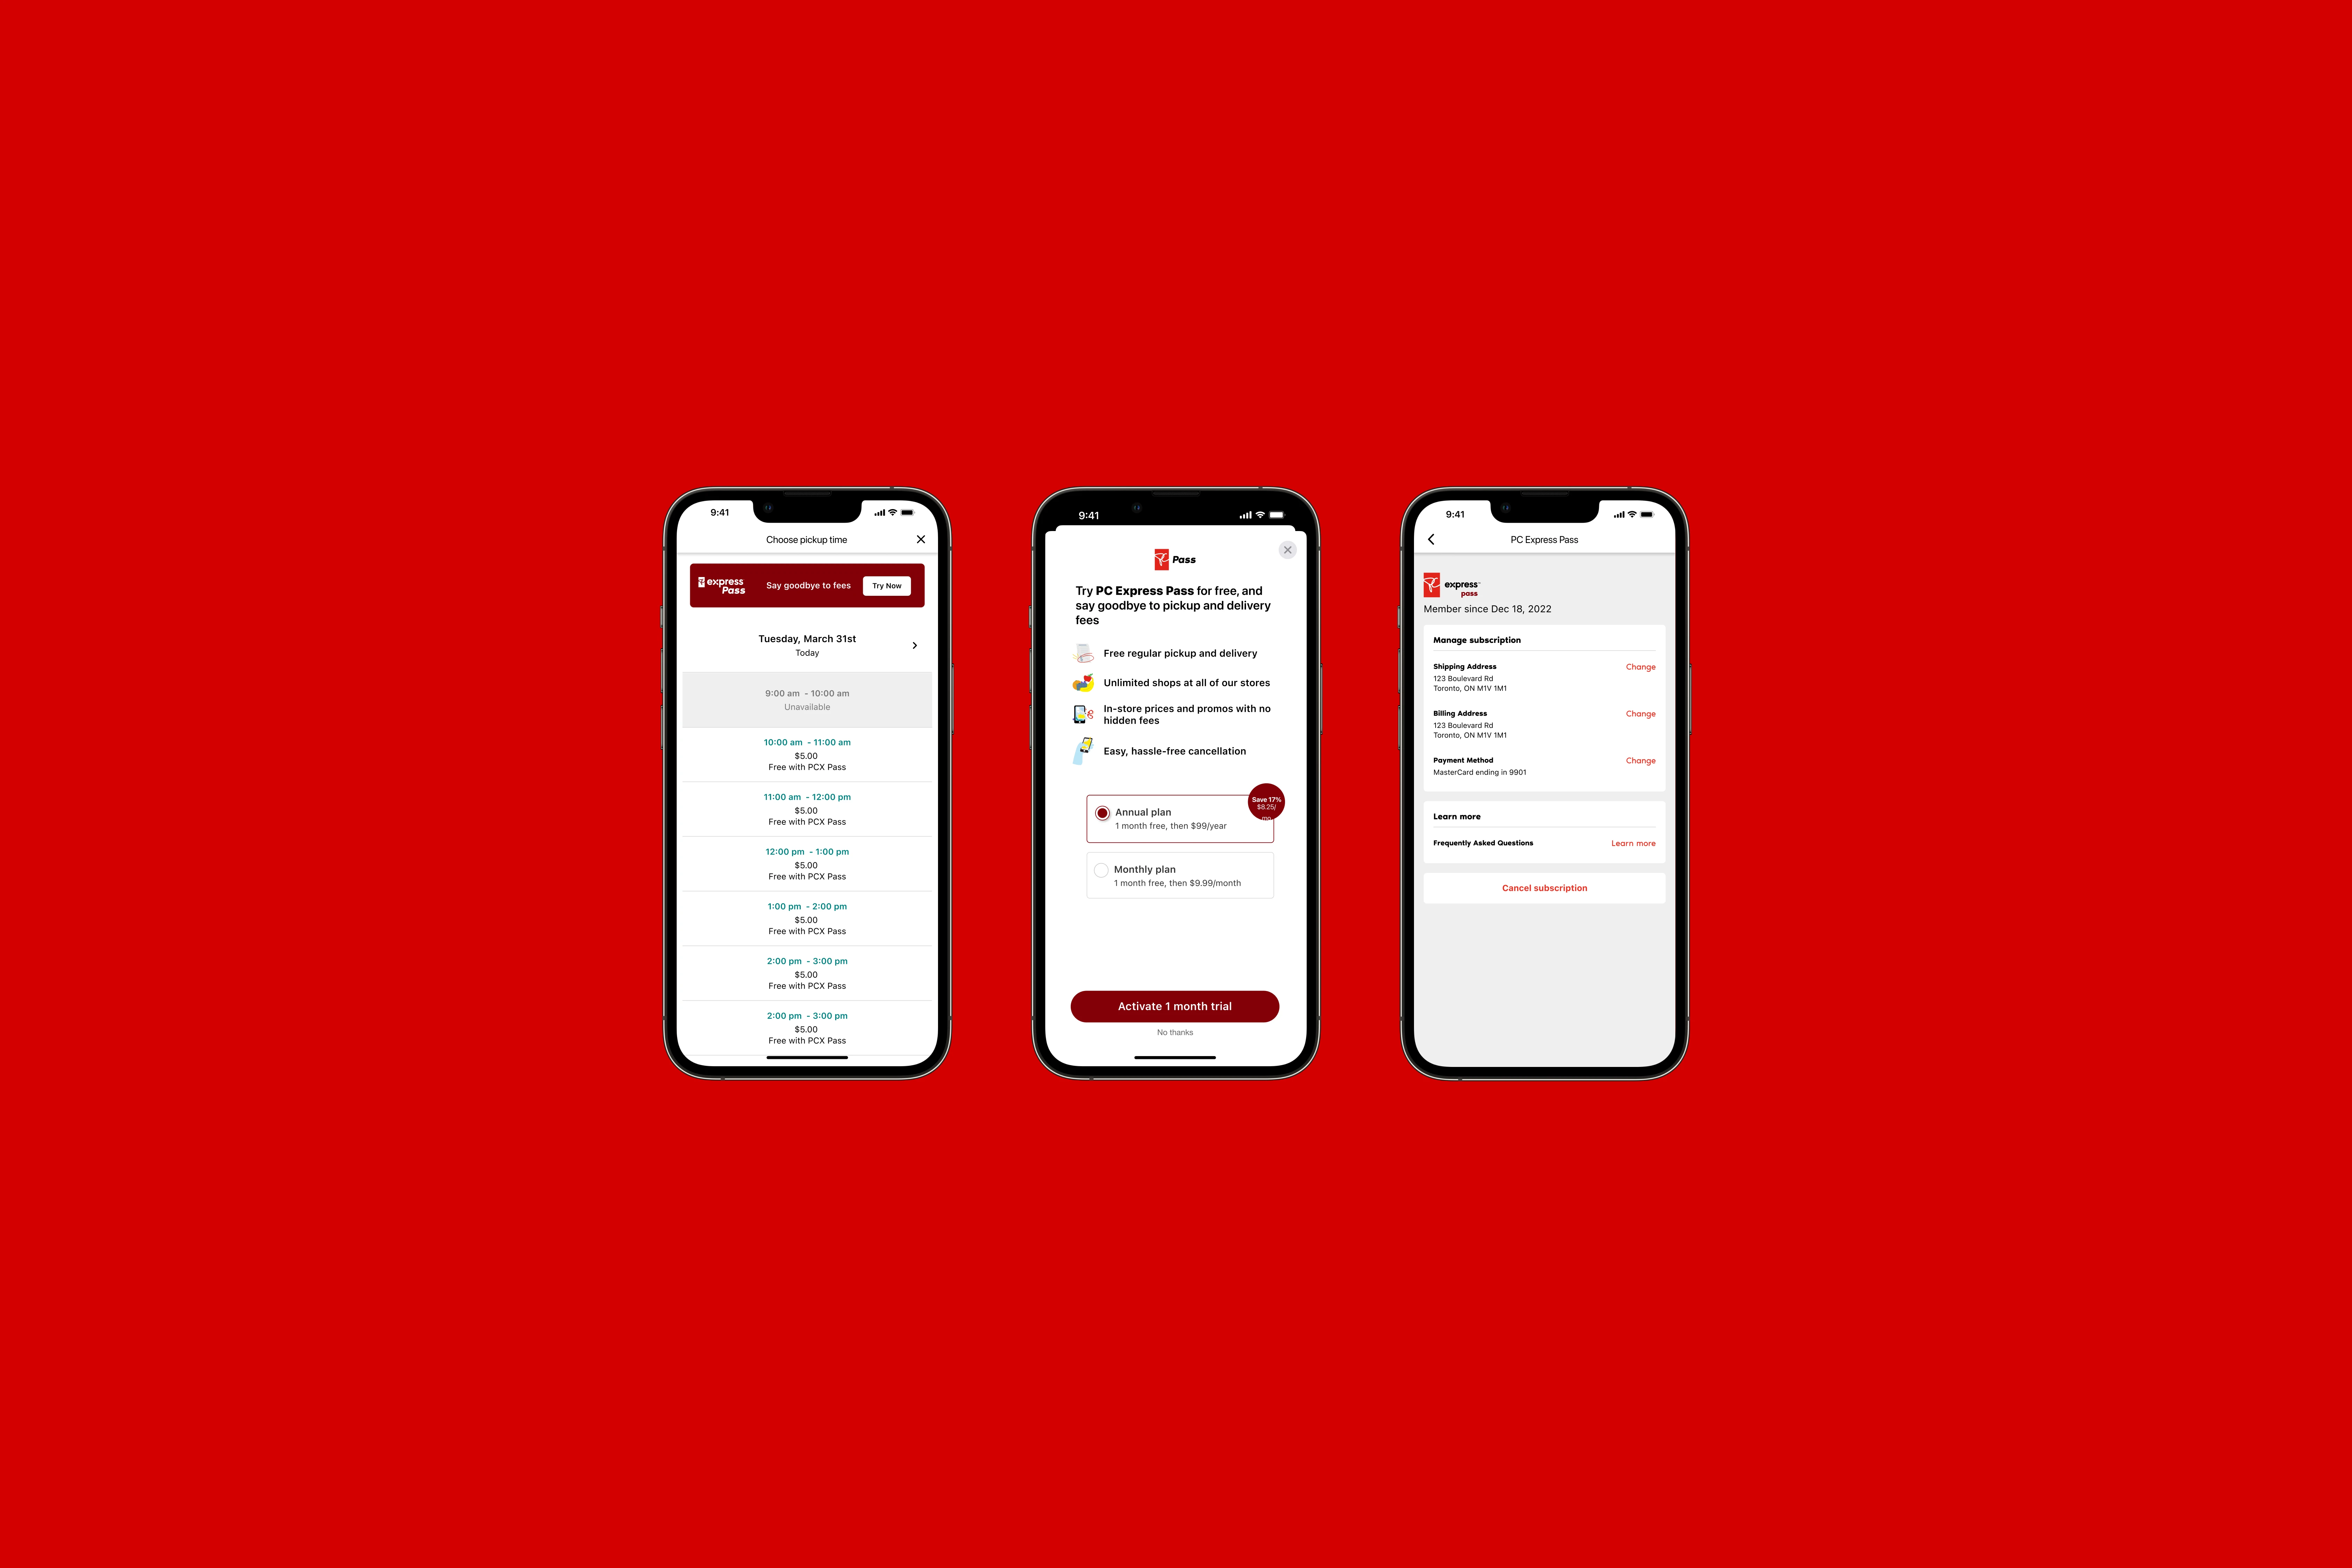 9:41
Choose pickup time
express
Pass
Say goodbye to fees
Try Now
Tuesday, March 31st
Today
9:00 am - 10:00 am
Unavailable
10:00 am - 11:00 am
$5.00
Free with PCX Pass
11:00 am - 12:00 pm
$5.00
Free with PCX Pass
12:00 pm - 1:00 pm
$5.00
Free with PCX Pass
1:00 pm - 2:00 pm
$5.00
Free with PCX Pass
2:00 pm - 3:00 pm
$5.00
Free with PCX Pass
2:00 pm - 3:00 pm
$5.00
Free with PCX Pass
9:41
Pass
Try PC Express Pass for free, and
say goodbye to pickup and delivery
fees
Free regular pickup and delivery
Unlimited shops at all of our stores
In-store prices and promos with no
hidden fees
Easy, hassle-free cancellation
Save 17%
$8.25/
mo
Annual plan
1 month free, then $99/year
Monthly plan
1 month free, then $9.99/month
Activate 1 month trial
No thanks
9:41
PC Express Pass
express™
pass
Member since Dec 18, 2022
Manage subscription
Shipping Address
Change
123 Boulevard Rd
Toronto, ON M1V 1M1
Billing Address
Change
123 Boulevard Rd
Toronto, ON M1V 1M1
Payment Method
Change
MasterCard ending in 9901
Learn more
Frequently Asked Questions
Learn more
Cancel subscription